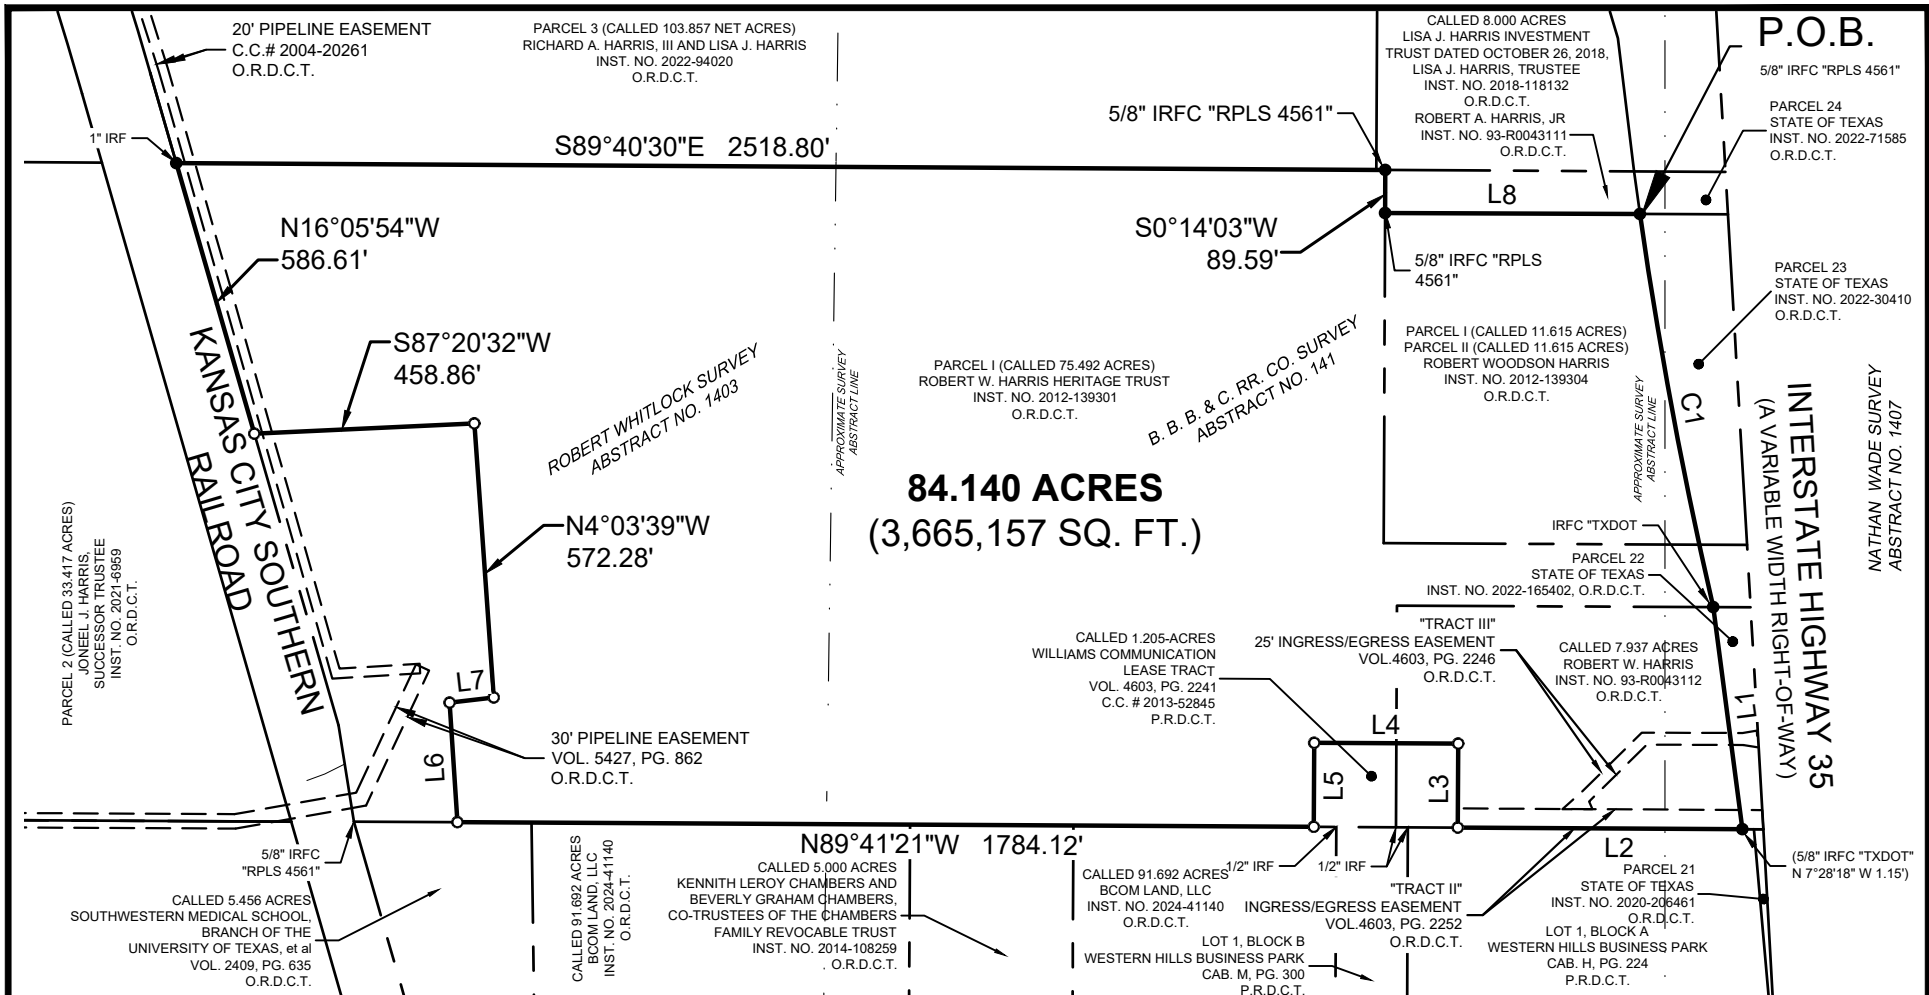 20' PIPELINE EASEMENT
C.C.# 2004-20261
O.R.D.C.T.
PARCEL 3 (CALLED 103.857 NET ACRES)
RICHARD A. HARRIS, III AND LISA J. HARRIS
INST. NO. 2022-94020
O.R.D.C.T.
CALLED 8.000 ACRES
LISA J. HARRIS INVESTMENT
TRUST DATED OCTOBER 26, 2018,
LISA J. HARRIS, TRUSTEE
INST. NO. 2018-118132
O.R.D.C.T.
ROBERT A. HARRIS, JR
INST. NO. 93-R0043111
O.R.D.C.T.
P.O.B.
5/8" IRFC "RPLS 4561"
PARCEL 24
STATE OF TEXAS
INST. NO. 2022-71585
O.R.D.C.T.
1" IRF
S89°40'30"E 2518.80'
5/8" IRFC "RPLS 4561"
L8
N16°05'54"W
586.61'
S0°14'03"W
89.59'
5/8" IRFC "RPLS
4561"
PARCEL 23
STATE OF TEXAS
INST. NO. 2022-30410
O.R.D.C.T.
S87°20'32"W
458.86'
KANSAS CITY SOUTHERN
RAILROAD
ROBERT WHITLOCK SURVEY
ABSTRACT NO. 1403
APPROXIMATE SURVEY
ABSTRACT LINE
PARCEL I (CALLED 75.492 ACRES)
ROBERT W. HARRIS HERITAGE TRUST
INST. NO. 2012-139301
O.R.D.C.T.
B. B. B. & C. RR. CO. SURVEY
ABSTRACT NO. 141
PARCEL I (CALLED 11.615 ACRES)
PARCEL II (CALLED 11.615 ACRES)
ROBERT WOODSON HARRIS
INST. NO. 2012-139304
O.R.D.C.T.
APPROXIMATE SURVEY
ABSTRACT LINE
C1
INTERSTATE HIGHWAY 35
(A VARIABLE WIDTH RIGHT-OF-WAY)
NATHAN WADE SURVEY
ABSTRACT NO. 1407
84.140 ACRES
(3,665,157 SQ. FT.)
N4°03'39"W
572.28'
PARCEL 2 (CALLED 33.417 ACRES)
JONEEL J. HARRIS,
SUCCESSOR TRUSTEE
INST. NO. 2021-6959
O.R.D.C.T.
IRFC "TXDOT
PARCEL 22
STATE OF TEXAS
INST. NO. 2022-165402, O.R.D.C.T.
"TRACT III"
25' INGRESS/EGRESS EASEMENT
VOL.4603, PG. 2246
O.R.D.C.T.
CALLED 1.205-ACRES
WILLIAMS COMMUNICATION
LEASE TRACT
VOL. 4603, PG. 2241
C.C. # 2013-52845
P.R.D.C.T.
CALLED 7.937 ACRES
ROBERT W. HARRIS
INST. NO. 93-R0043112
O.R.D.C.T.
L1
L7
L6
30' PIPELINE EASEMENT
VOL. 5427, PG. 862
O.R.D.C.T.
L4
L5
L3
N89°41'21"W 1784.12'
L2
5/8" IRFC
"RPLS 4561"
1/2" IRF
1/2" IRF
(5/8" IRFC "TXDOT"
N 7°28'18" W 1.15')
CALLED 5.456 ACRES
SOUTHWESTERN MEDICAL SCHOOL,
BRANCH OF THE
UNIVERSITY OF TEXAS, et al
VOL. 2409, PG. 635
O.R.D.C.T.
CALLED 91.692 ACRES
BCOM LAND, LLC
INST. NO. 2024-41140
O.R.D.C.T.
CALLED 5.000 ACRES
KENNITH LEROY CHAMBERS AND
BEVERLY GRAHAM CHAMBERS,
CO-TRUSTEES OF THE CHAMBERS
FAMILY REVOCABLE TRUST
INST. NO. 2014-108259
O.R.D.C.T.
CALLED 91.692 ACRES
BCOM LAND, LLC
INST. NO. 2024-41140
O.R.D.C.T.
"TRACT II"
INGRESS/EGRESS EASEMENT
VOL.4603, PG. 2252
O.R.D.C.T.
PARCEL 21
STATE OF TEXAS
INST. NO. 2020-206461
O.R.D.C.T.
LOT 1, BLOCK B
WESTERN HILLS BUSINESS PARK
CAB. M, PG. 300
P.R.D.C.T.
LOT 1, BLOCK A
WESTERN HILLS BUSINESS PARK
CAB. H, PG. 224
P.R.D.C.T.